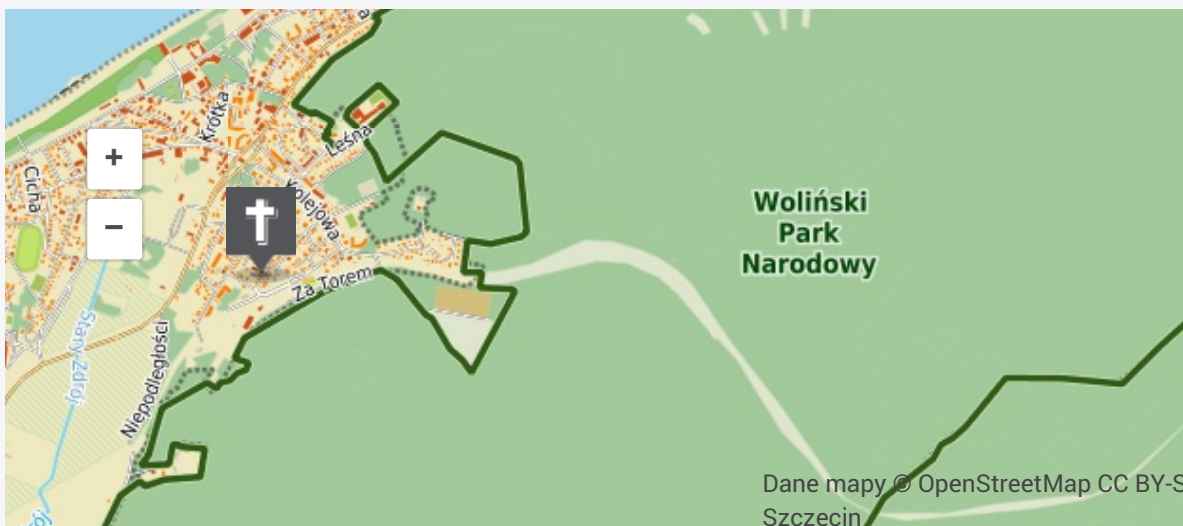 Krótka
Leśna
Cicha
Kolejowa
+
−
Woliński
Park
Narodowy
Za Torem
Stary Zdrój
Niepodległości
Dane mapy © OpenStreetMap CC BY-S
Szczecin